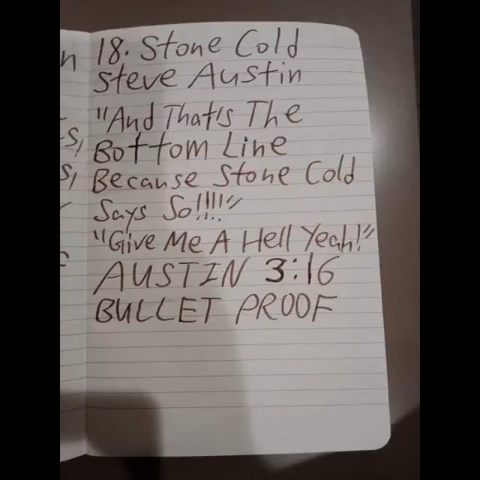 18. Stone Cold
Steve Austin
"And That's The
Bottom Line
Because Stone Cold
Says So!!!!"
"Give Me A Hell Yeah!"
AUSTIN 3:16
BULLET PROOF